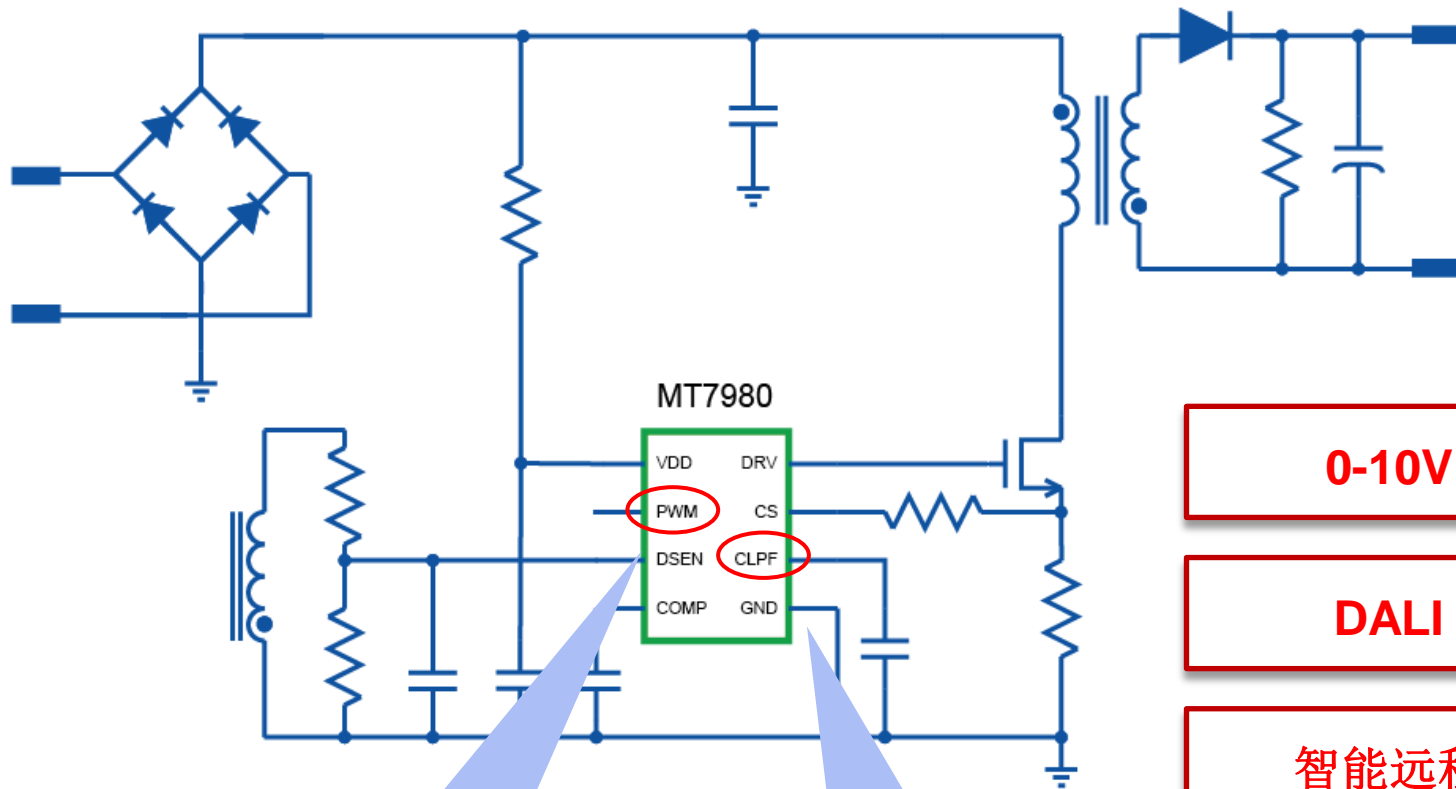 MT7980
VDD
DRV
PWM
CS
DSEN
CLPF
COMP
GND
0-10V
DALI
智能远